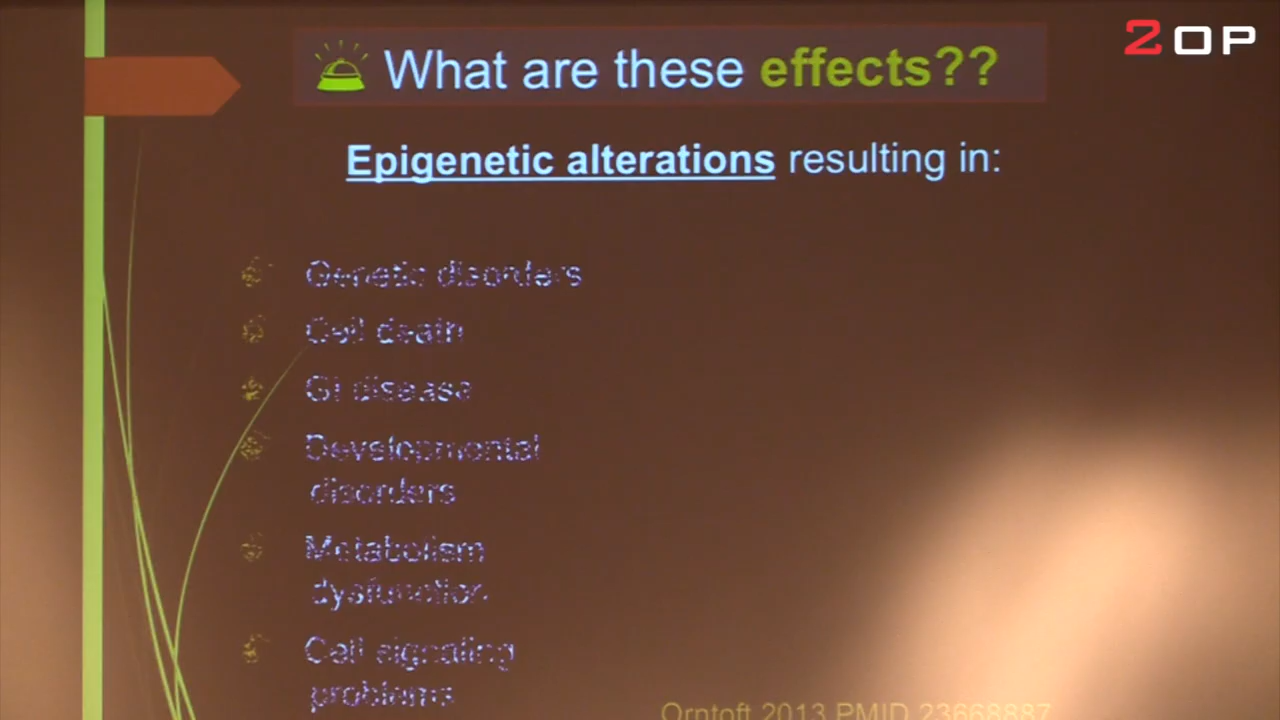 2OP
What are these effects??
Epigenetic alterations resulting in:
Genetic disorders
Cell death
GI disease
Developmental
disorders
Metabolism
dysfunction
Cell signaling
problems
Orntoft 2013 PMID 23668887